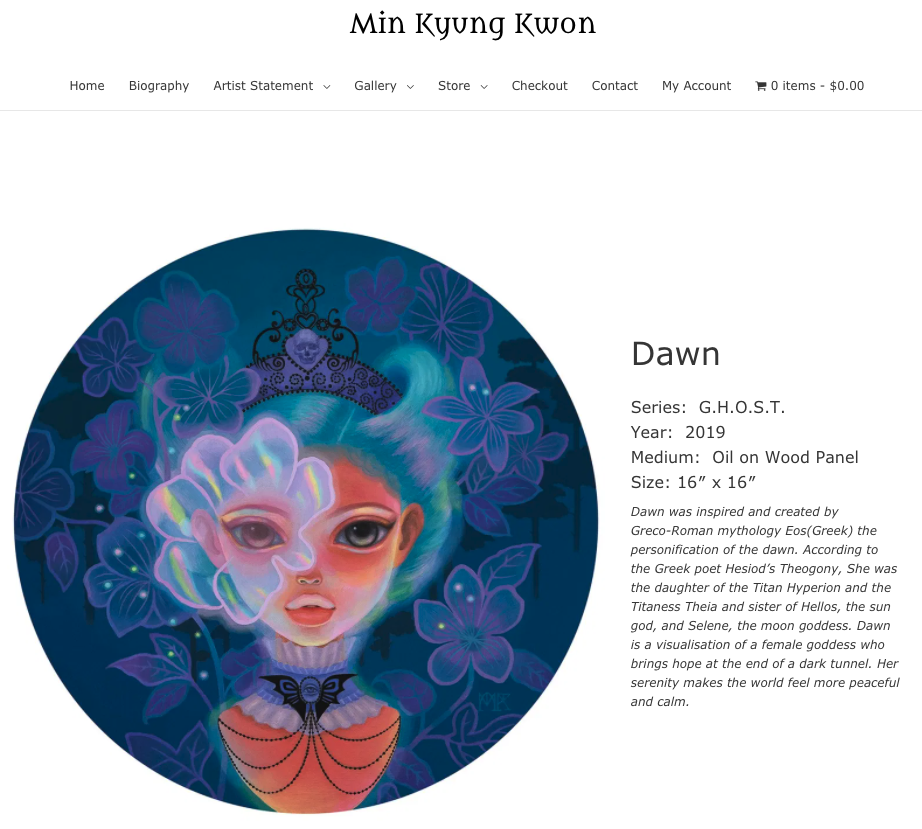 Min Kyung Kwon
Home Biography Artist Statement Gallery Store Checkout Contact My Account 0 items - $0.00
Dawn
Series: G.H.O.S.T.
Year: 2019
Medium: Oil on Wood Panel
Size: 16″ x 16″
Dawn was inspired and created by
Greco-Roman mythology Eos(Greek) the
personification of the dawn. According to
the Greek poet Hesiod’s Theogony, She was
the daughter of the Titan Hyperion and the
Titaness Theia and sister of Hellos, the sun
god, and Selene, the moon goddess. Dawn
is a visualisation of a female goddess who
brings hope at the end of a dark tunnel. Her
serenity makes the world feel more peaceful
and calm.